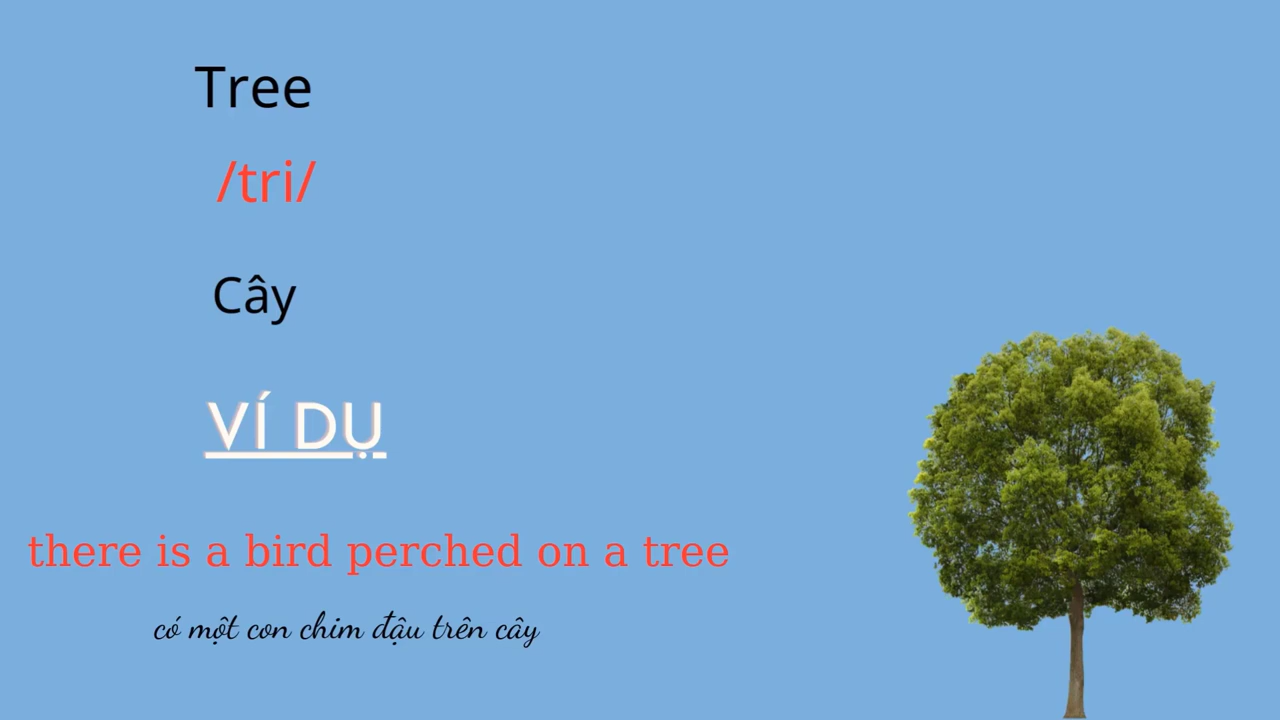 Tree
/tri/
Cây
VÍ DỤ
there is a bird perched on a tree
có một con chim đậu trên cây